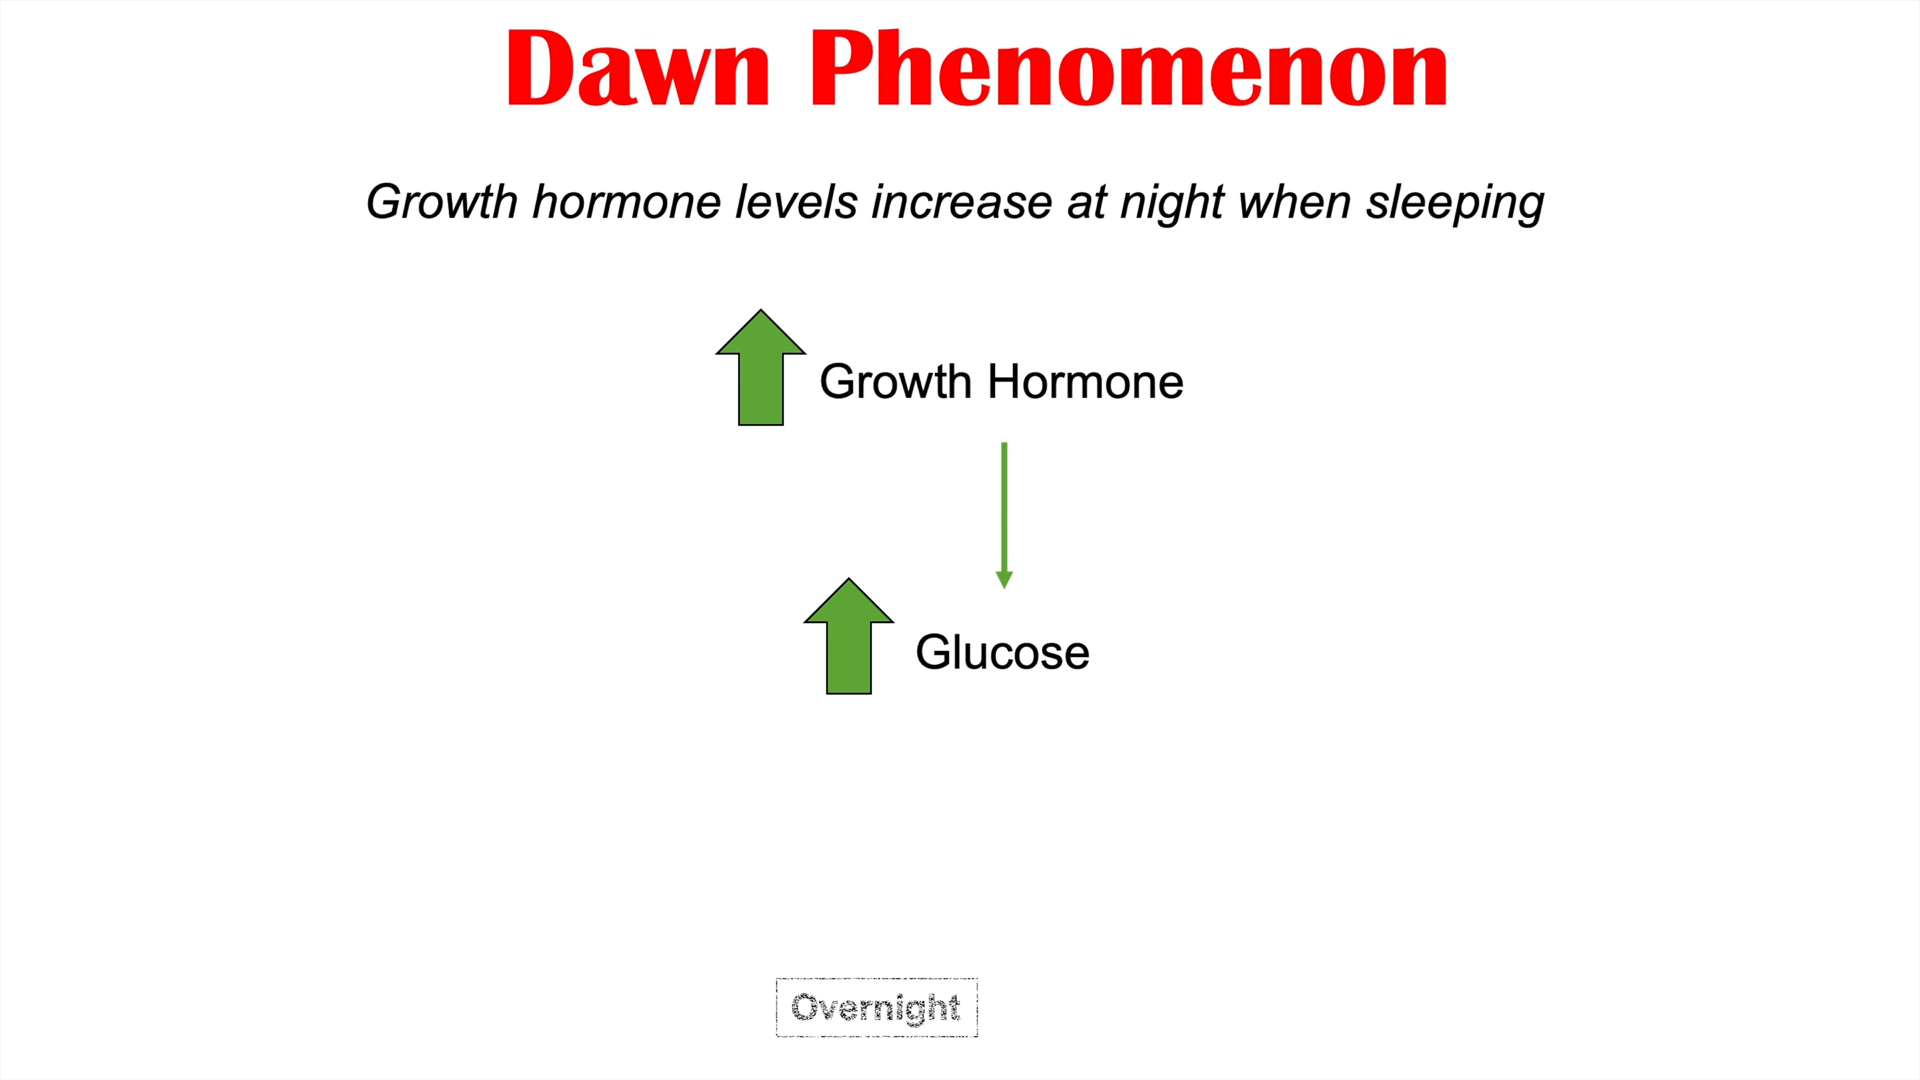 Dawn Phenomenon
Growth hormone levels increase at night when sleeping
Growth Hormone
Glucose
Overnight